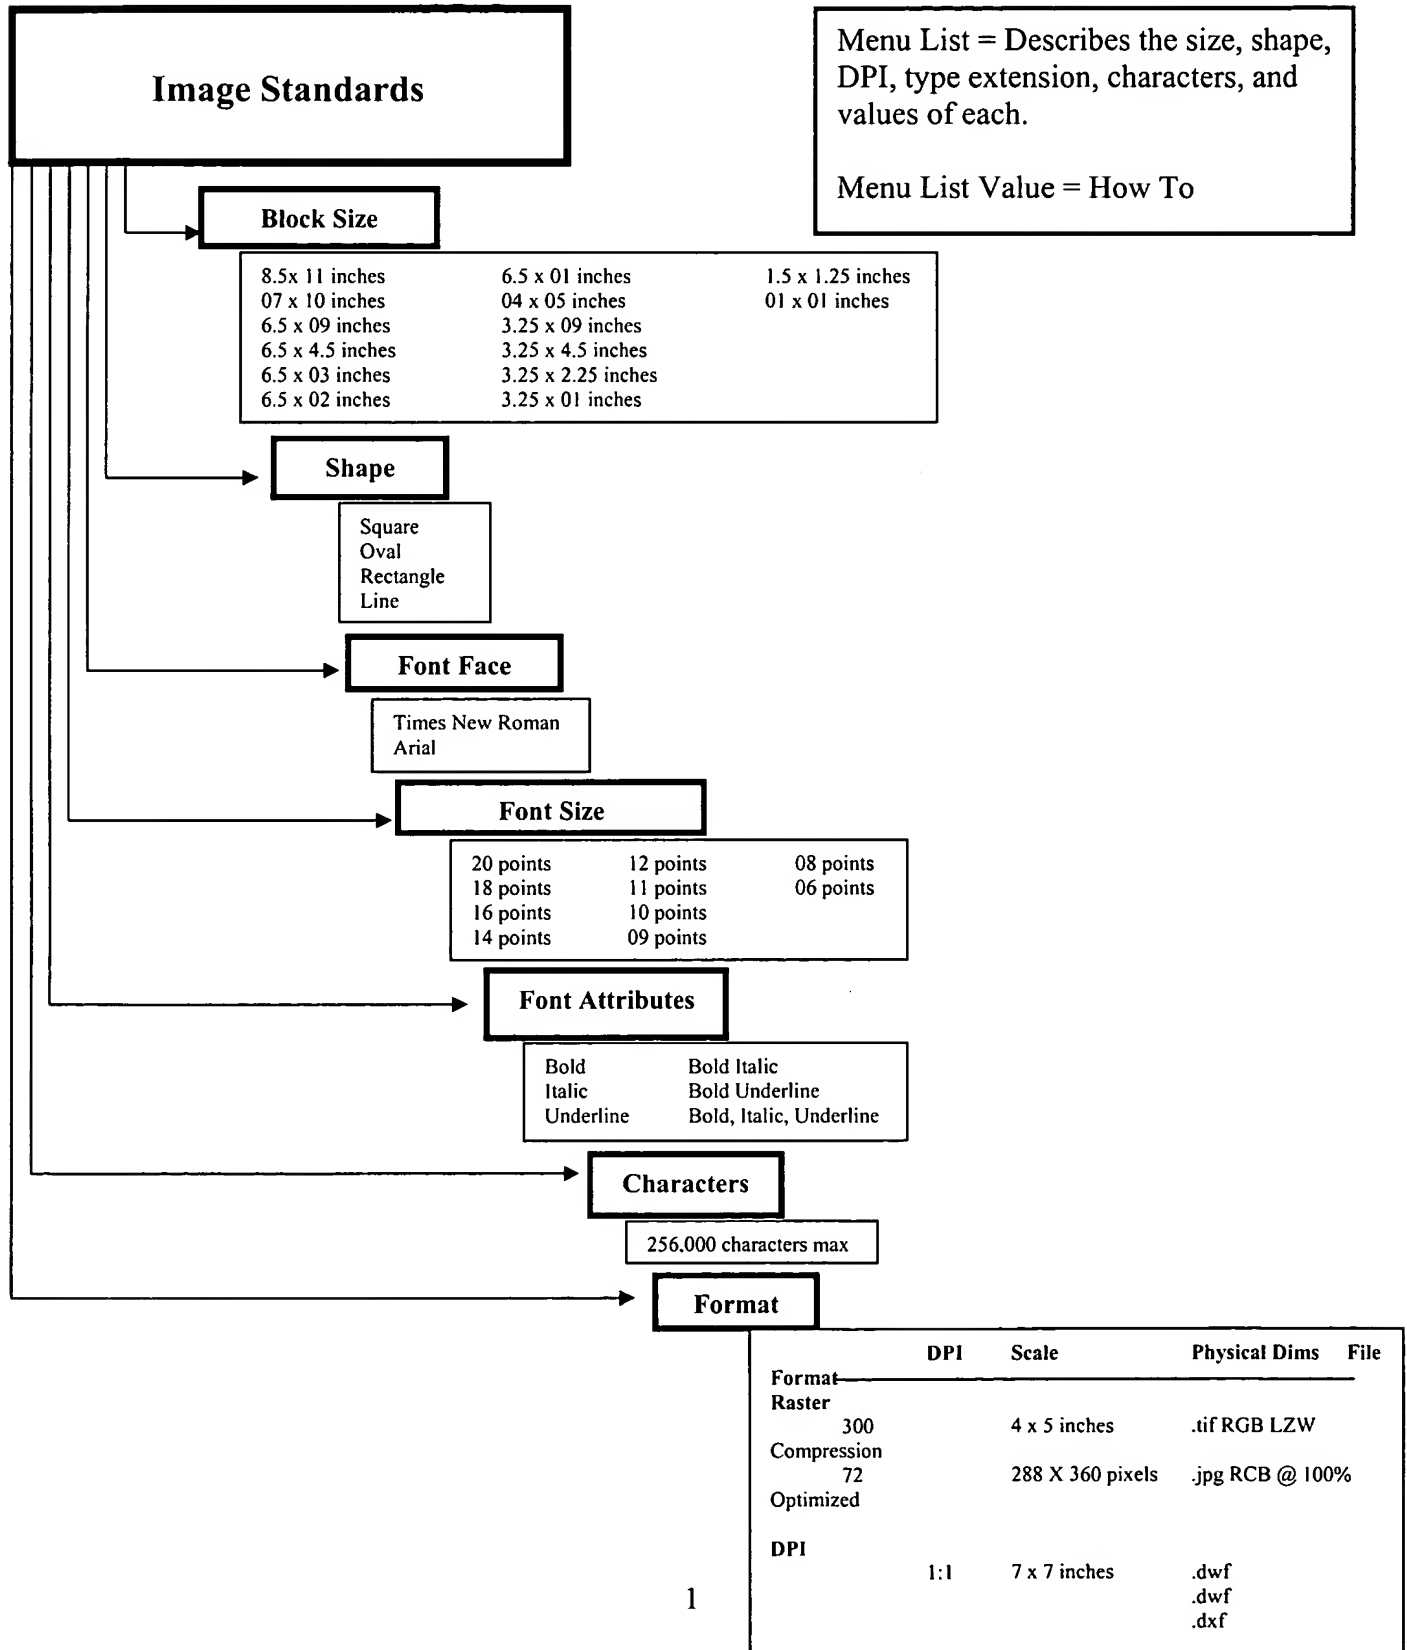 Image Standards
Menu List = Describes the size, shape,
DPI, type extension, characters, and
values of each.
Menu List Value = How To
Block Size
8.5x 11 inches 6.5 x 01 inches 1.5 x 1.25 inches
07 x 10 inches 04 x 05 inches 01 x 01 inches
6.5 x 09 inches 3.25 x 09 inches
6.5 x 4.5 inches 3.25 x 4.5 inches
6.5 x 03 inches 3.25 x 2.25 inches
6.5 x 02 inches 3.25 x 01 inches
Shape
Square
Oval
Rectangle
Line
Font Face
Times New Roman
Arial
Font Size
20 points 12 points 08 points
18 points 11 points 06 points
16 points 10 points
14 points 09 points
Font Attributes
Bold Bold Italic
Italic Bold Underline
Underline Bold, Italic, Underline
Characters
256.000 characters max
Format
DPI Scale Physical Dims File
Format
Raster
300 4 x 5 inches .tif RGB LZW
Compression
72 288 X 360 pixels .jpg RCB @ 100%
Optimized
DPI
1:1 7 x 7 inches .dwf
.dwf
.dxf
1